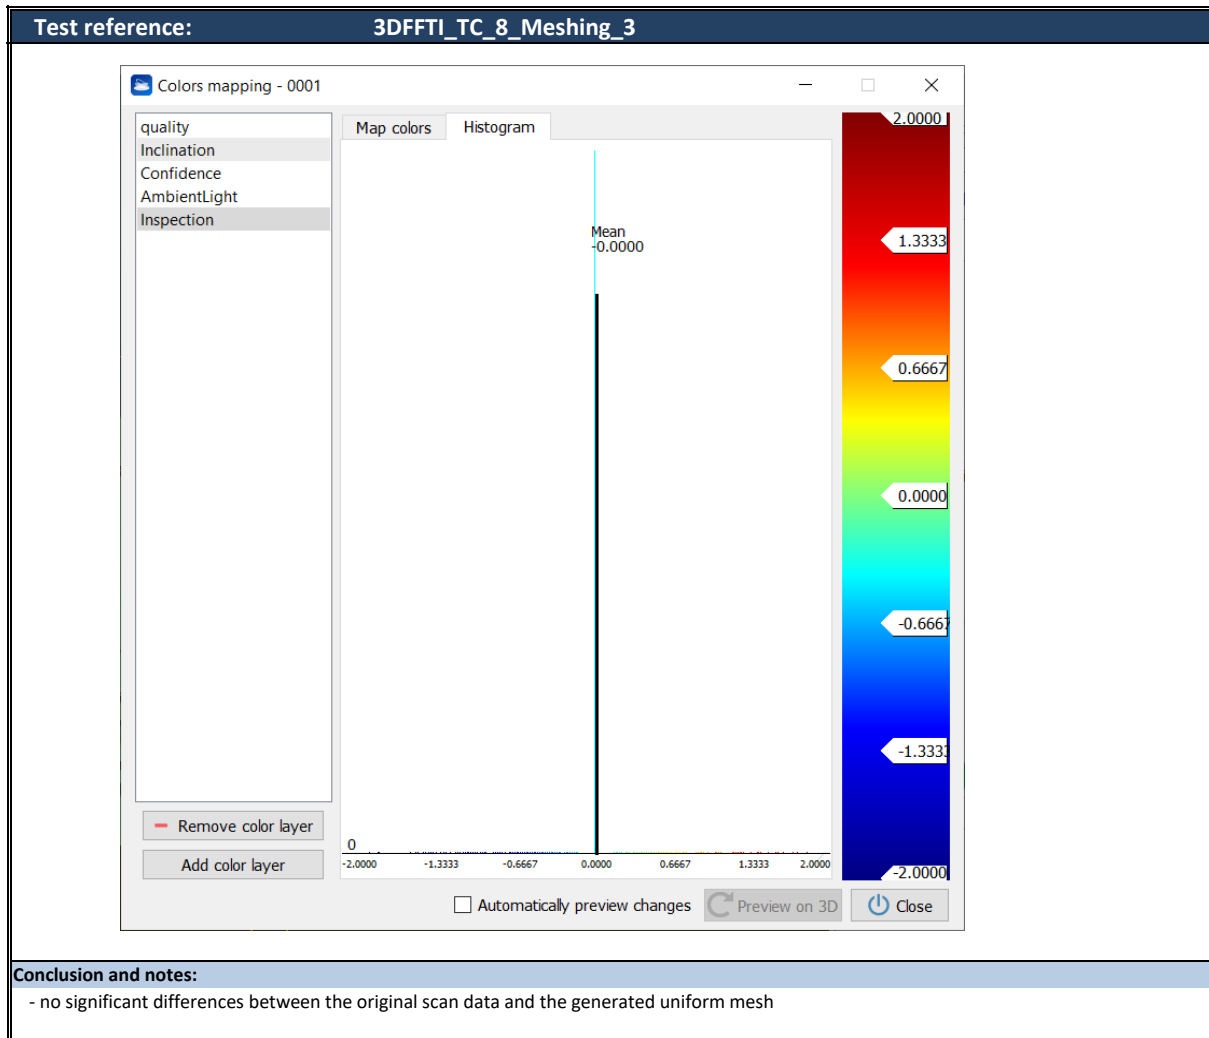 Test reference: 3DFFTI_TC_8_Meshing_3
Colors mapping - 0001
quality
Inclination
Confidence
AmbientLight
Inspection
Remove color layer
Add color layer
Map colors Histogram
Mean
-0.0000
0
-2.0000 -1.3333 -0.6667 0.0000 0.6667 1.3333 2.0000
2.0000
1.3333
0.6667
0.0000
-0.6667
-1.3333
-2.0000
Automatically preview changes Preview on 3D Close
Conclusion and notes:
- no significant differences between the original scan data and the generated uniform mesh